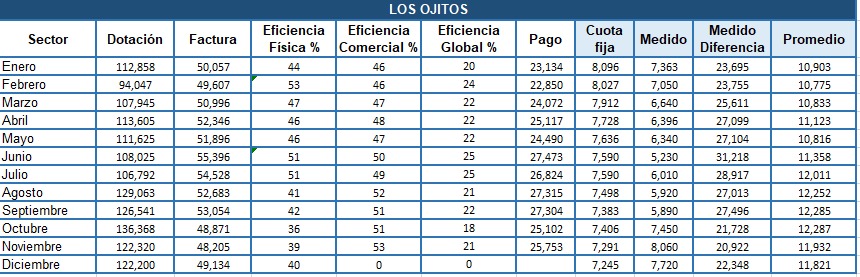 LOS OJITOS
Sector Dotación Factura Eficiencia Física % Eficiencia Comercial % Eficiencia Global % Pago Cuota fija Medido Medido Diferencia Promedio
Enero 112,858 50,057 44 46 20 23,134 8,096 7,363 23,695 10,903
Febrero 94,047 49,607 53 46 24 22,850 8,027 7,050 23,755 10,775
Marzo 107,945 50,996 47 47 22 24,072 7,912 6,640 25,611 10,833
Abril 113,605 52,346 46 48 22 25,117 7,728 6,396 27,099 11,123
Mayo 111,625 51,896 46 47 22 24,490 7,636 6,340 27,104 10,816
Junio 108,025 55,396 51 50 25 27,473 7,590 5,230 31,218 11,358
Julio 106,792 54,528 51 49 25 26,824 7,590 6,010 28,917 12,011
Agosto 129,063 52,683 41 52 21 27,315 7,498 5,920 27,013 12,252
Septiembre 126,541 53,054 42 51 22 27,304 7,383 5,890 27,496 12,285
Octubre 136,368 48,871 36 51 18 25,102 7,406 7,450 21,728 12,287
Noviembre 122,320 48,205 39 53 21 25,753 7,291 8,060 20,922 11,932
Diciembre 122,200 49,134 40 0 0 7,245 7,720 22,348 11,821